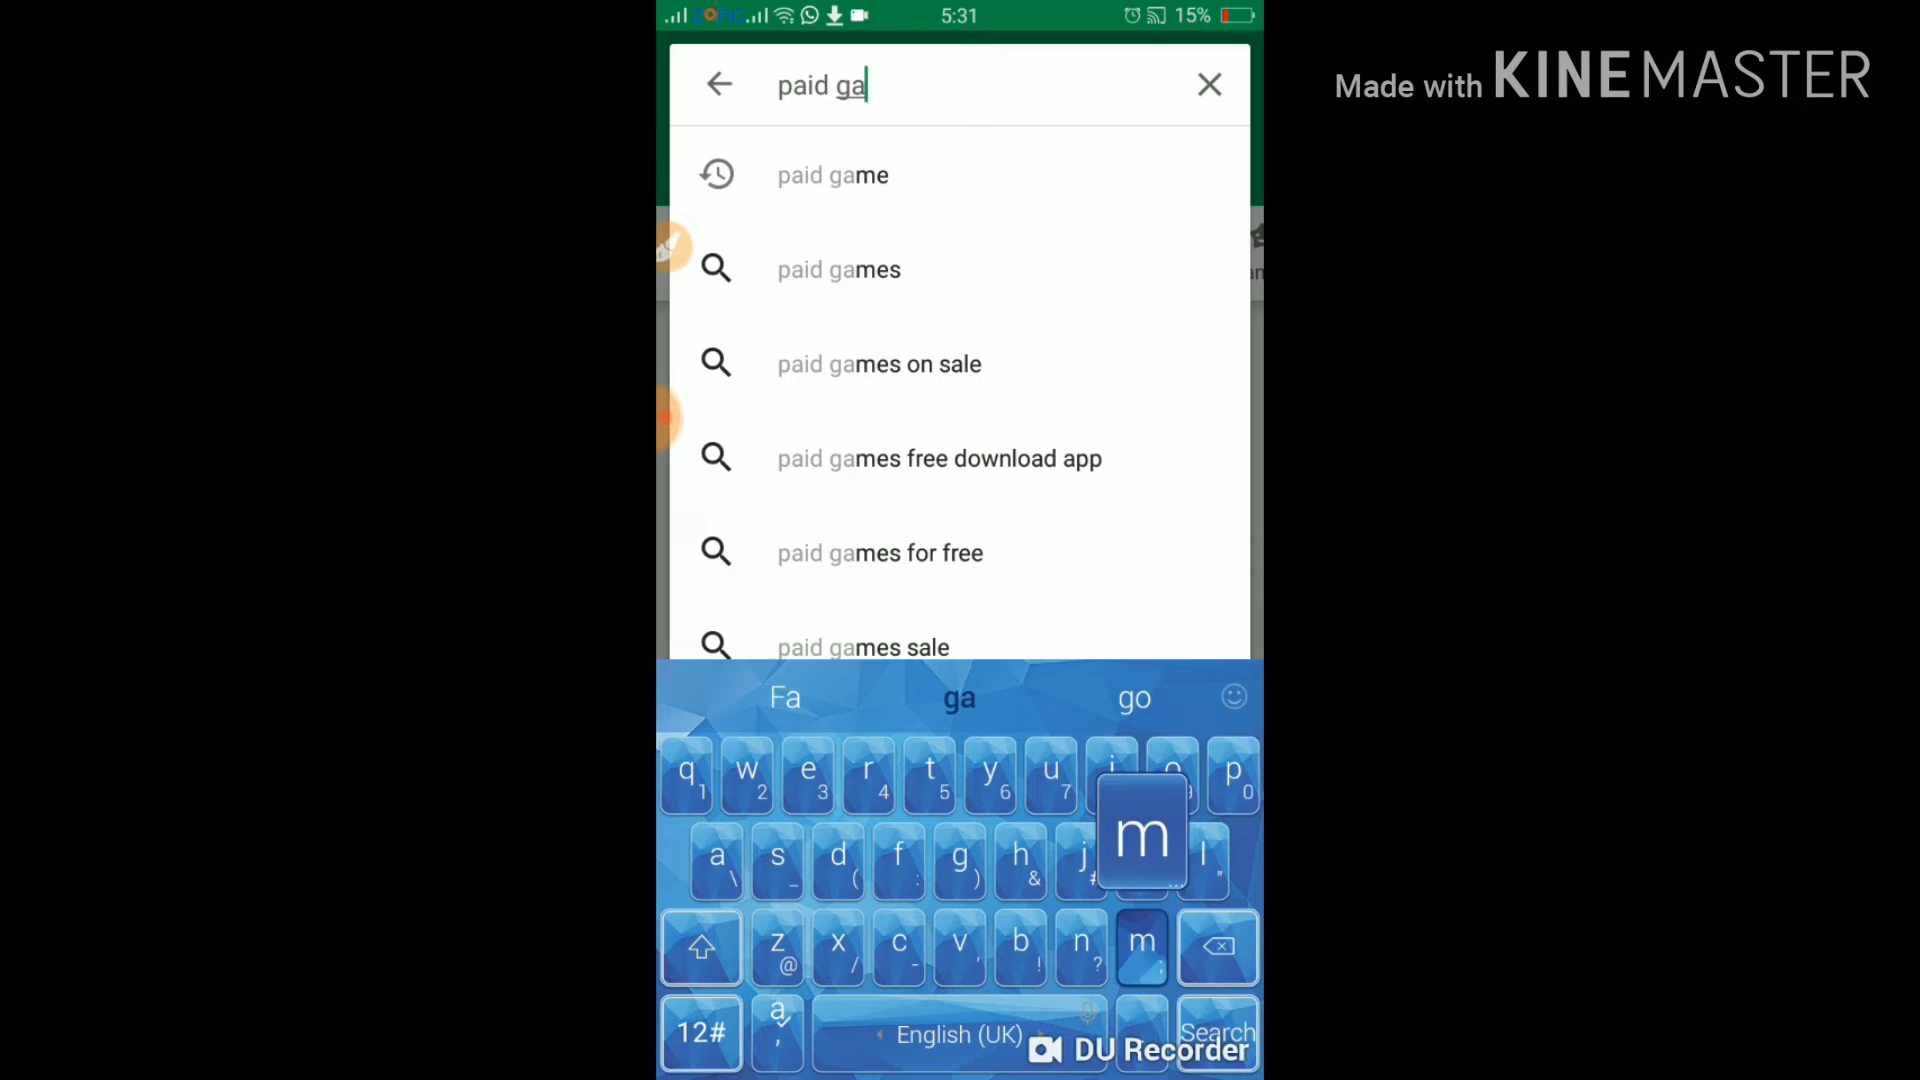 zonc
5:31
15%
Made with KINEMASTER
paid ga
paid game
paid games
paid games on sale
paid games free download app
paid games for free
paid games sale
Fa ga go
q w e r t y u i o p
1 2 3 4 5 6 7 9 0
m
a s d f g h j l
\ _ ( : ) & # "
z x c v b n m
@ / - ' ! ? ;
12# a , English (UK) Search
DU Recorder